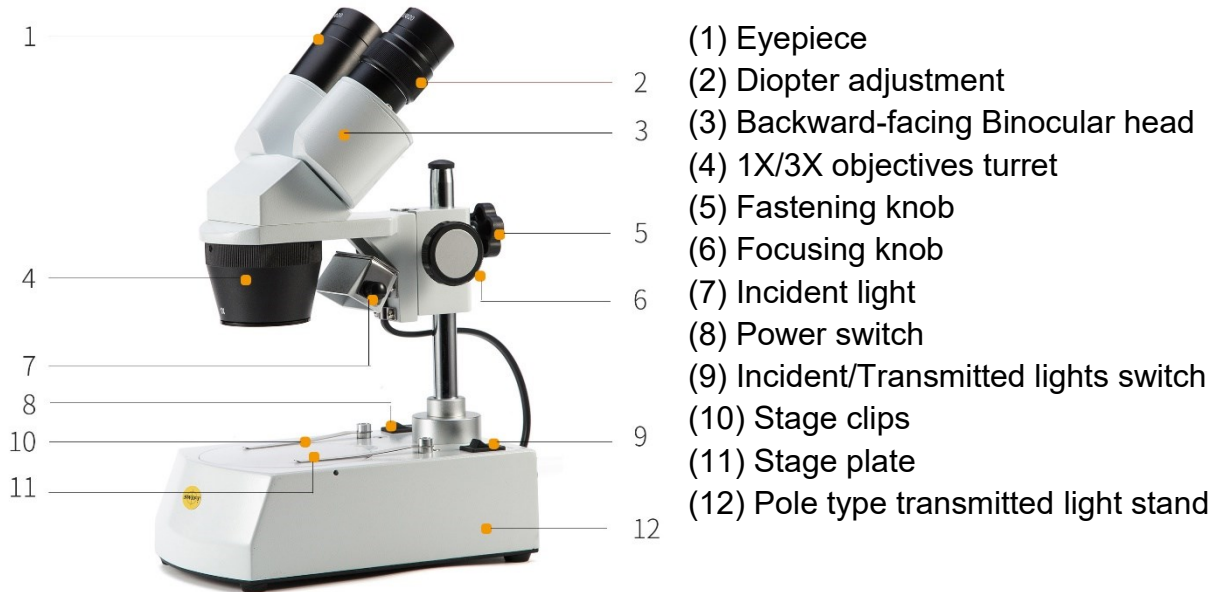 1
2
3
4
5
6
7
8
9
10
11
12
(1) Eyepiece
(2) Diopter adjustment
(3) Backward-facing Binocular head
(4) 1X/3X objectives turret
(5) Fastening knob
(6) Focusing knob
(7) Incident light
(8) Power switch
(9) Incident/Transmitted lights switch
(10) Stage clips
(11) Stage plate
(12) Pole type transmitted light stand